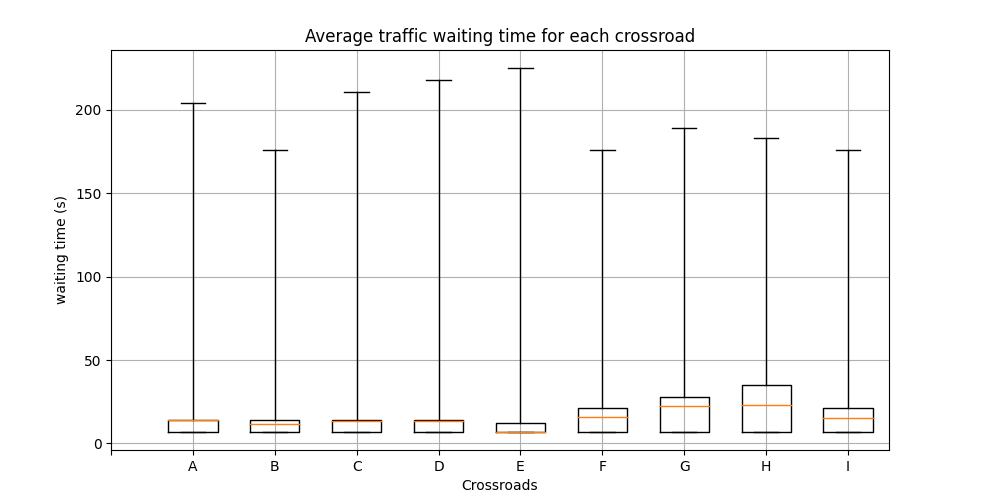 Average traffic waiting time for each crossroad
waiting time (s)
200
150
100
50
0
A B C D E F G H I
Crossroads